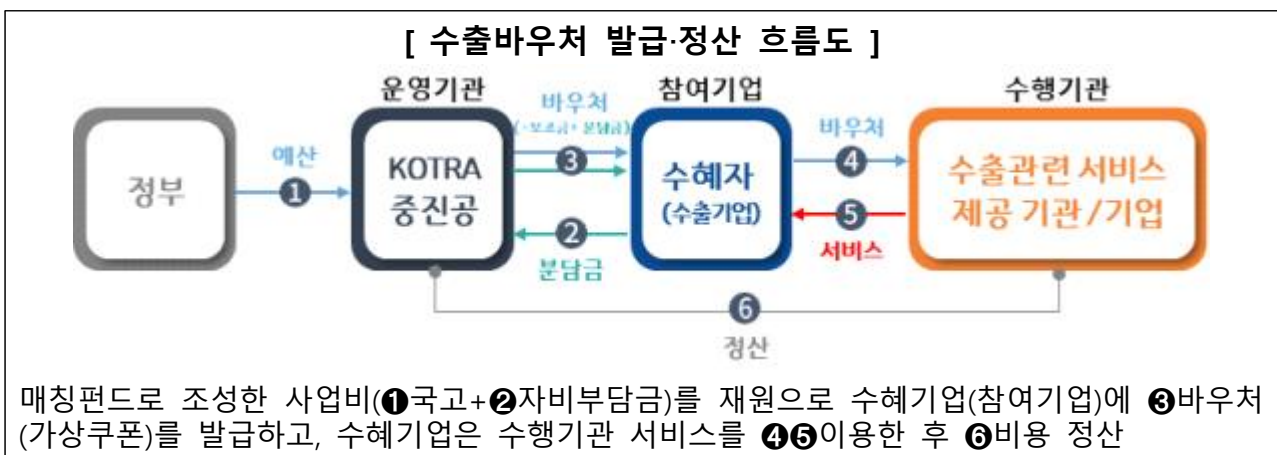 [ 수출바우처 발급·정산 흐름도 ]
운영기관
참여기업
수행기관
바우처
바우처
예산
❶
정부
KOTRA
중진공
❸
수혜자
(수출기업)
❹
수출관련 서비스
제공 기관/기업
❷
분담금
❺
서비스
❻
정산
매칭펀드로 조성한 사업비(❶국고+❷자비부담금)를 재원으로 수혜기업(참여기업)에 ❸바우처
(가상쿠폰)를 발급하고, 수혜기업은 수행기관 서비스를 ❹❺이용한 후 ❻비용 정산